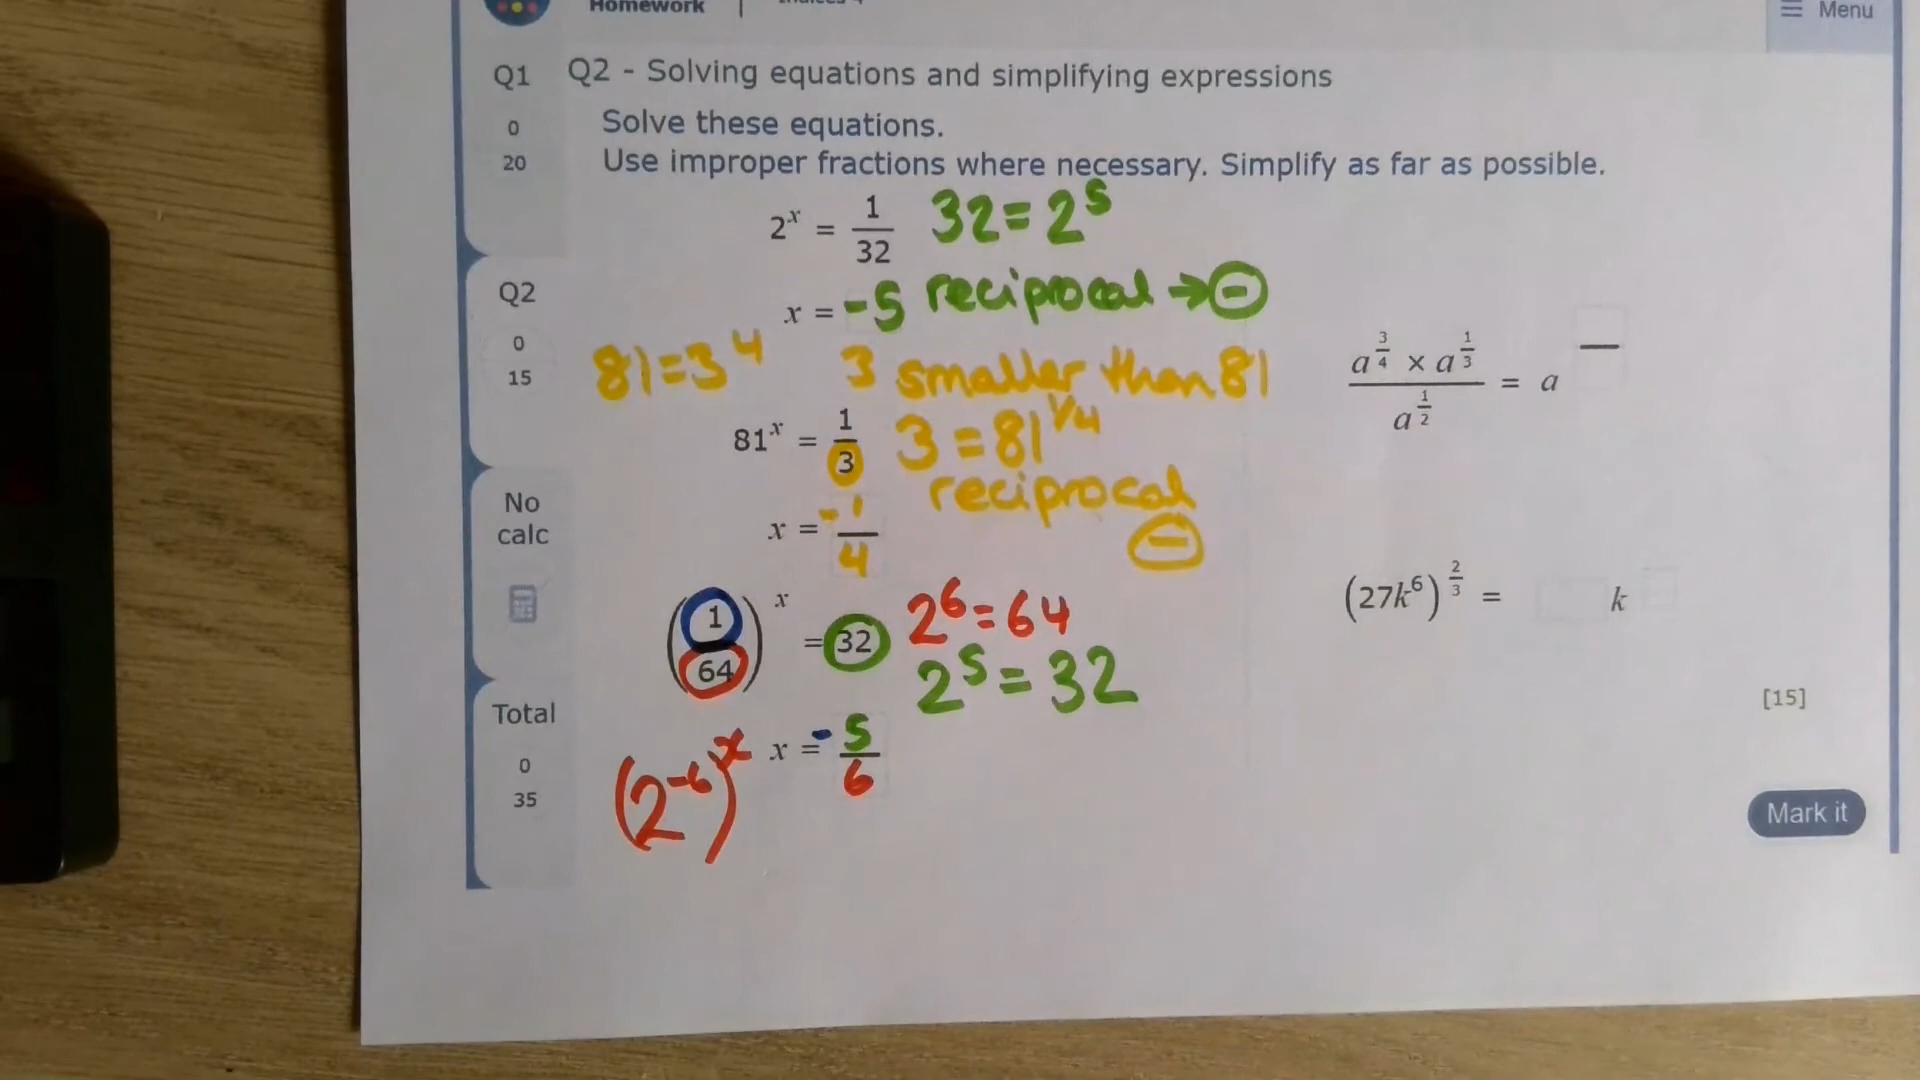 Homework |
Menu
Q1
0
20
Q2
0
15
No
calc
Total
0
35
Q2 - Solving equations and simplifying expressions
Solve these equations.
Use improper fractions where necessary. Simplify as far as possible.
2^x = 1/32 32=2^5
x = -5 reciprocal → -
81=3^4 3 smaller than 81
81^x = 1/3 3=81^1/4
reciprocal
-
x = -1/4
(1/64)^x = 32 2^6=64
2^5=32
(2^-6)^x x = -5/6
(a^(3/4) × a^(1/3))/a^(1/2) = a
(27k^6)^(2/3) = k
[15]
Mark it